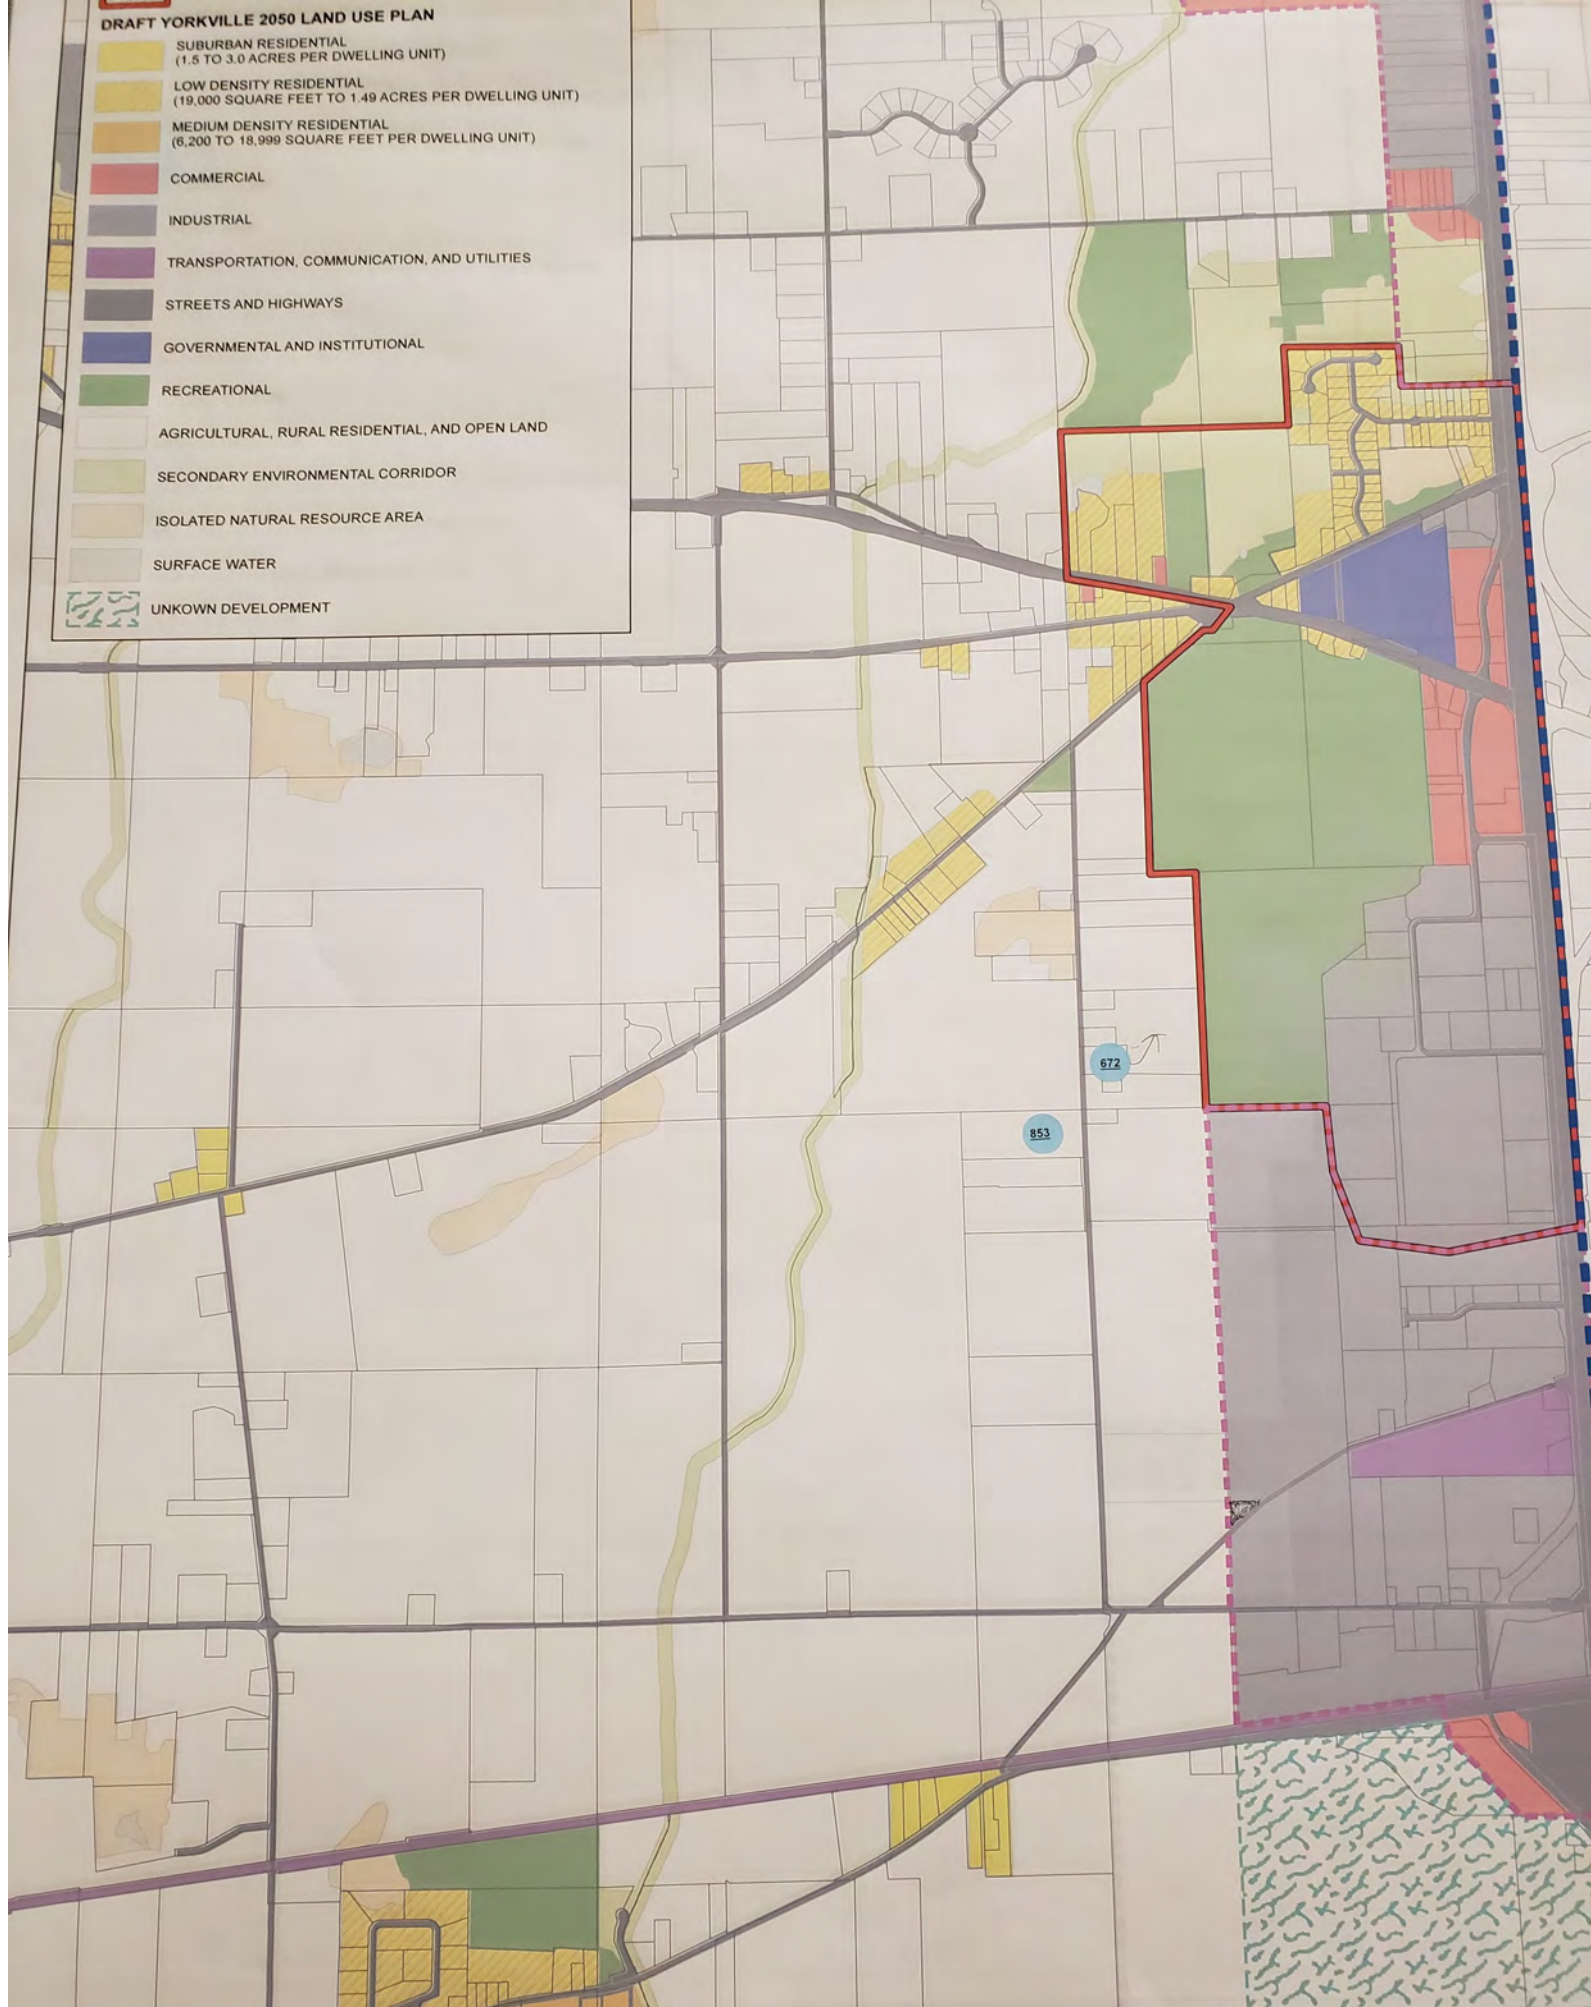 DRAFT YORKVILLE 2050 LAND USE PLAN
SUBURBAN RESIDENTIAL
(1.5 TO 3.0 ACRES PER DWELLING UNIT)
LOW DENSITY RESIDENTIAL
(19,000 SQUARE FEET TO 1.49 ACRES PER DWELLING UNIT)
MEDIUM DENSITY RESIDENTIAL
(6,200 TO 18,999 SQUARE FEET PER DWELLING UNIT)
COMMERCIAL
INDUSTRIAL
TRANSPORTATION, COMMUNICATION, AND UTILITIES
STREETS AND HIGHWAYS
GOVERNMENTAL AND INSTITUTIONAL
RECREATIONAL
AGRICULTURAL, RURAL RESIDENTIAL, AND OPEN LAND
SECONDARY ENVIRONMENTAL CORRIDOR
ISOLATED NATURAL RESOURCE AREA
SURFACE WATER
UNKOWN DEVELOPMENT
672
853